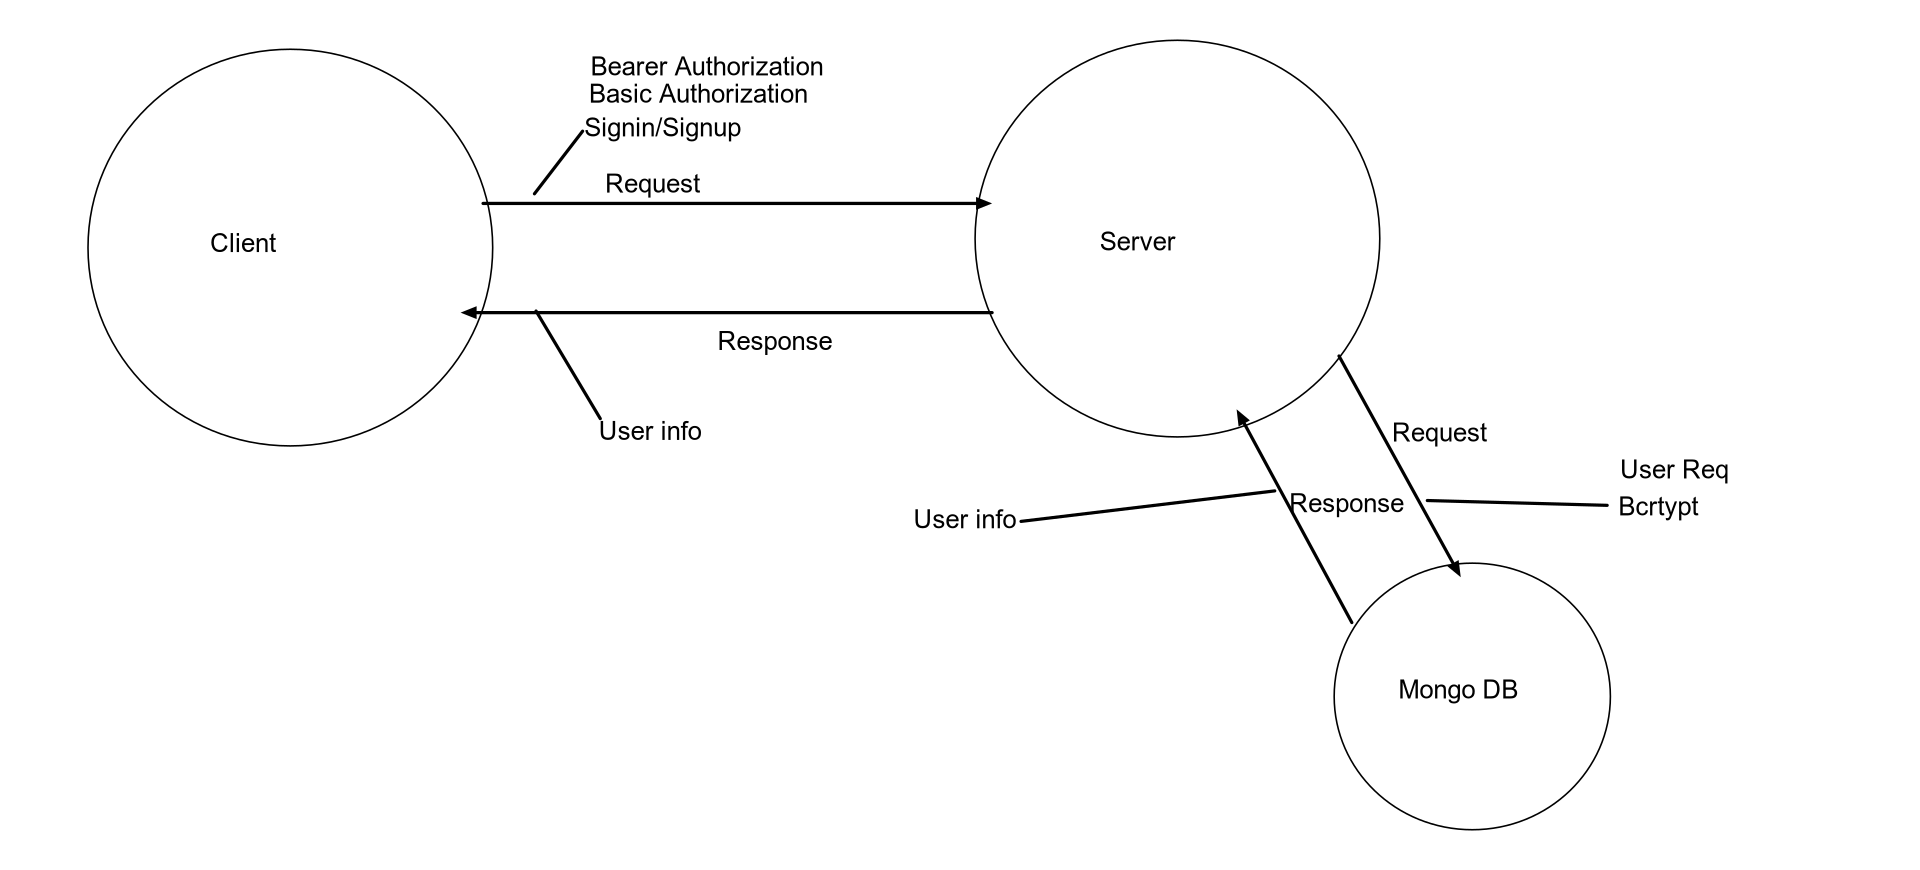 Bearer Authorization
Basic Authorization
Signin/Signup
Request
Client
Server
Response
User info
Request
User Req
Response
Bcrtypt
User info
Mongo DB